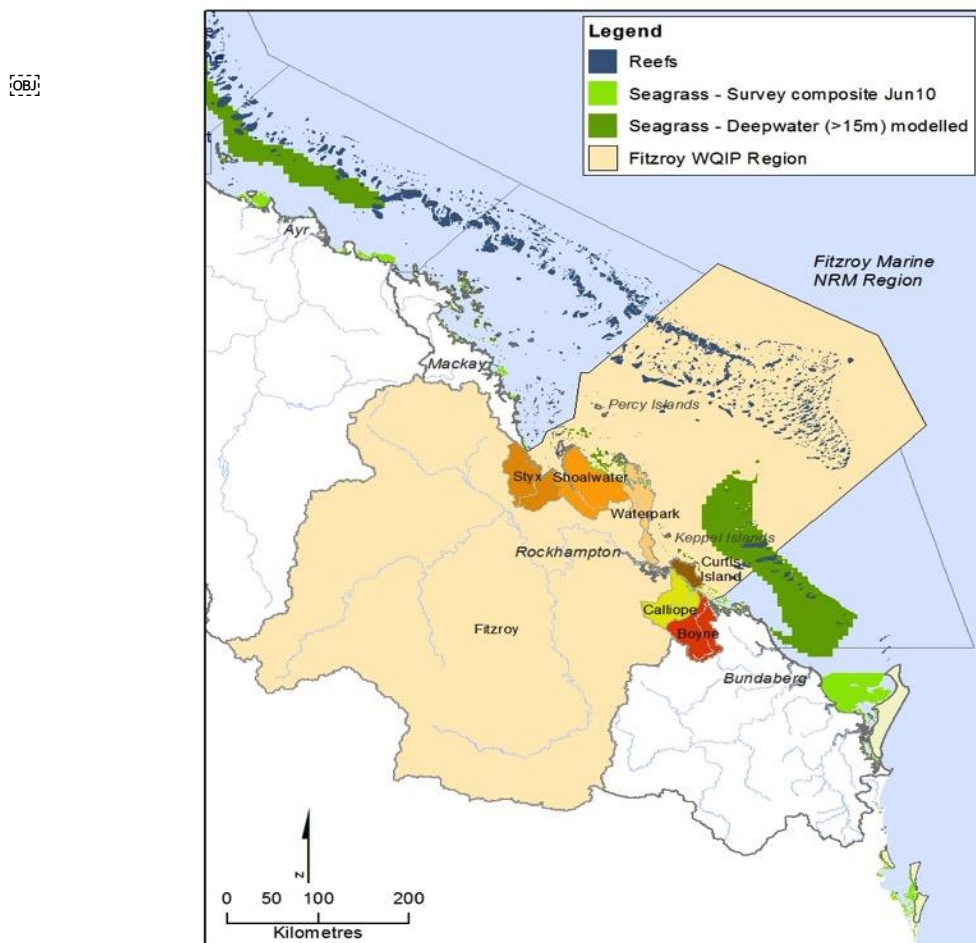 OBJ
Legend
Reefs
Seagrass - Survey composite Jun10
Seagrass - Deepwater (>15m) modelled
Fitzroy WQIP Region
Ayr
Fitzroy Marine
NRM Region
Mackay
Percy Islands
Styx
Shoalwater
Waterpark
Keppel Islands
Rockhampton
Curtis
Island
Calliope
Fitzroy
Boyne
Bundaberg
N
0 50 100 200
Kilometres